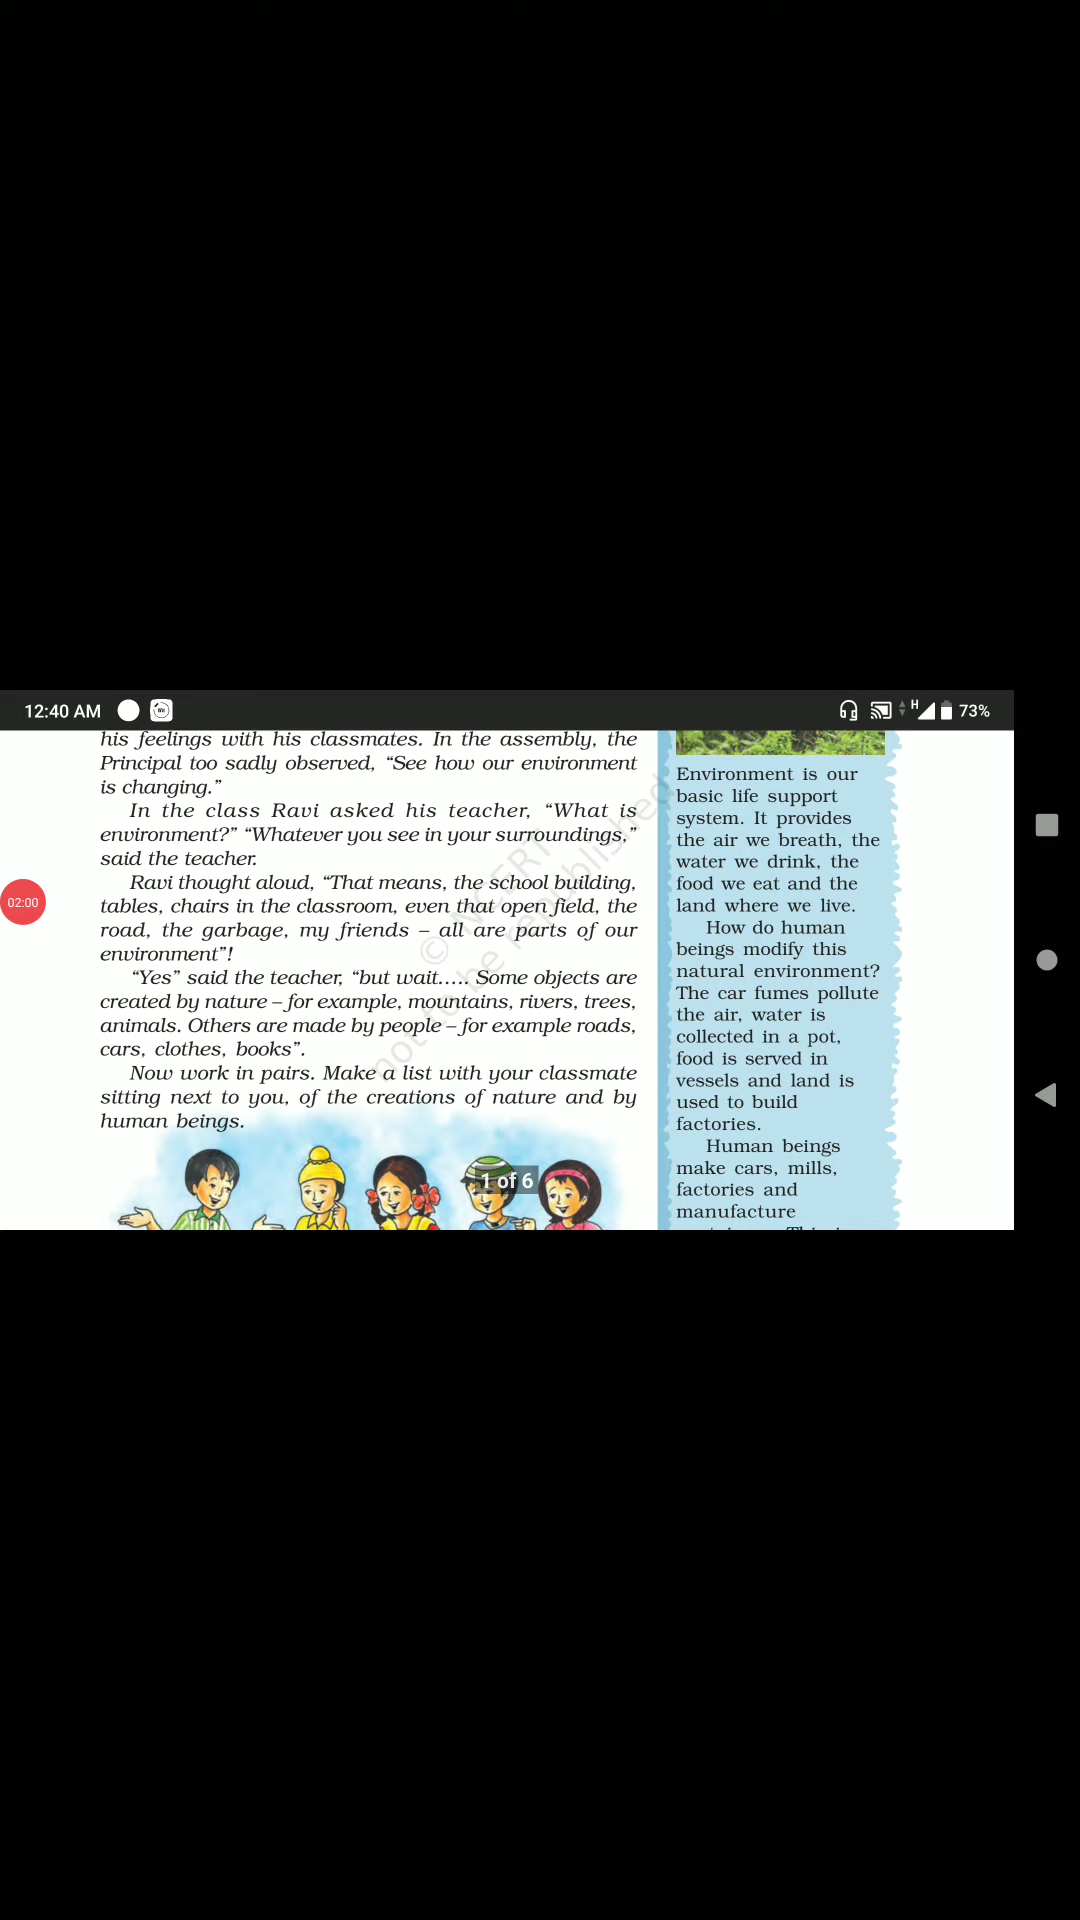 12:40 AM
H
73%
his feelings with his classmates. In the assembly, the
Principal too sadly observed, “See how our environment
is changing.”
In the class Ravi asked his teacher, “What is
environment?” “Whatever you see in your surroundings,”
said the teacher.
Ravi thought aloud, “That means, the school building,
tables, chairs in the classroom, even that open field, the
road, the garbage, my friends – all are parts of our
environment”!
“Yes” said the teacher, “but wait..... Some objects are
created by nature – for example, mountains, rivers, trees,
animals. Others are made by people – for example roads,
cars, clothes, books”.
Now work in pairs. Make a list with your classmate
sitting next to you, of the creations of nature and by
human beings.
© NCERT
not to be republished
02:00
1 of 6
Environment is our
basic life support
system. It provides
the air we breath, the
water we drink, the
food we eat and the
land where we live.
How do human
beings modify this
natural environment?
The car fumes pollute
the air, water is
collected in a pot,
food is served in
vessels and land is
used to build
factories.
Human beings
make cars, mills,
factories and
manufacture